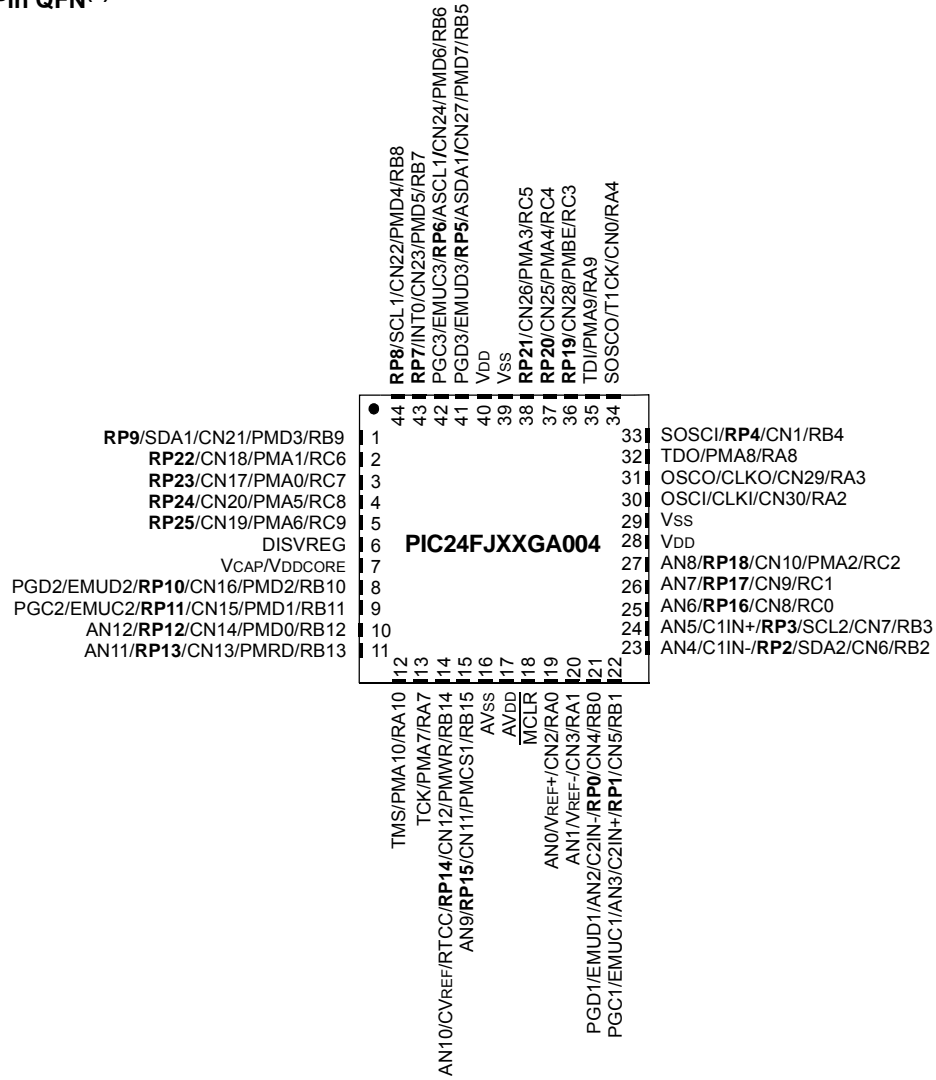 Pin QFN
RP8/SCL1/CN22/PMD4/RB8
RP7/INT0/CN23/PMD5/RB7
PGC3/EMUC3/RP6/ASCL1/CN24/PMD6/RB6
PGD3/EMUD3/RP5/ASDA1/CN27/PMD7/RB5
VDD
VSS
RP21/CN26/PMA3/RC5
RP20/CN25/PMA4/RC4
RP19/CN28/PMBE/RC3
TDI/PMA9/RA9
SOSCO/T1CK/CN0/RA4
44 43 42 41 40 39 38 37 36 35 34
RP9/SDA1/CN21/PMD3/RB9 1
RP22/CN18/PMA1/RC6 2
RP23/CN17/PMA0/RC7 3
RP24/CN20/PMA5/RC8 4
RP25/CN19/PMA6/RC9 5
DISVREG 6
VCAP/VDDCORE 7
PGD2/EMUD2/RP10/CN16/PMD2/RB10 8
PGC2/EMUC2/RP11/CN15/PMD1/RB11 9
AN12/RP12/CN14/PMD0/RB12 10
AN11/RP13/CN13/PMRD/RB13 11
PIC24FJXXGA004
33 SOSCI/RP4/CN1/RB4
32 TDO/PMA8/RA8
31 OSCO/CLKO/CN29/RA3
30 OSCI/CLKI/CN30/RA2
29 VSS
28 VDD
27 AN8/RP18/CN10/PMA2/RC2
26 AN7/RP17/CN9/RC1
25 AN6/RP16/CN8/RC0
24 AN5/C1IN+/RP3/SCL2/CN7/RB3
23 AN4/C1IN-/RP2/SDA2/CN6/RB2
12 13 14 15 16 17 18 19 20 21 22
TMS/PMA10/RA10
TCK/PMA7/RA7
AN10/CVREF/RTCC/RP14/CN12/PMWR/RB14
AN9/RP15/CN11/PMCS1/RB15
AVSS
AVDD
MCLR
AN0/VREF+/CN2/RA0
AN1/VREF-/CN3/RA1
PGD1/EMUD1/AN2/C2IN-/RP0/CN4/RB0
PGC1/EMUC1/AN3/C2IN+/RP1/CN5/RB1